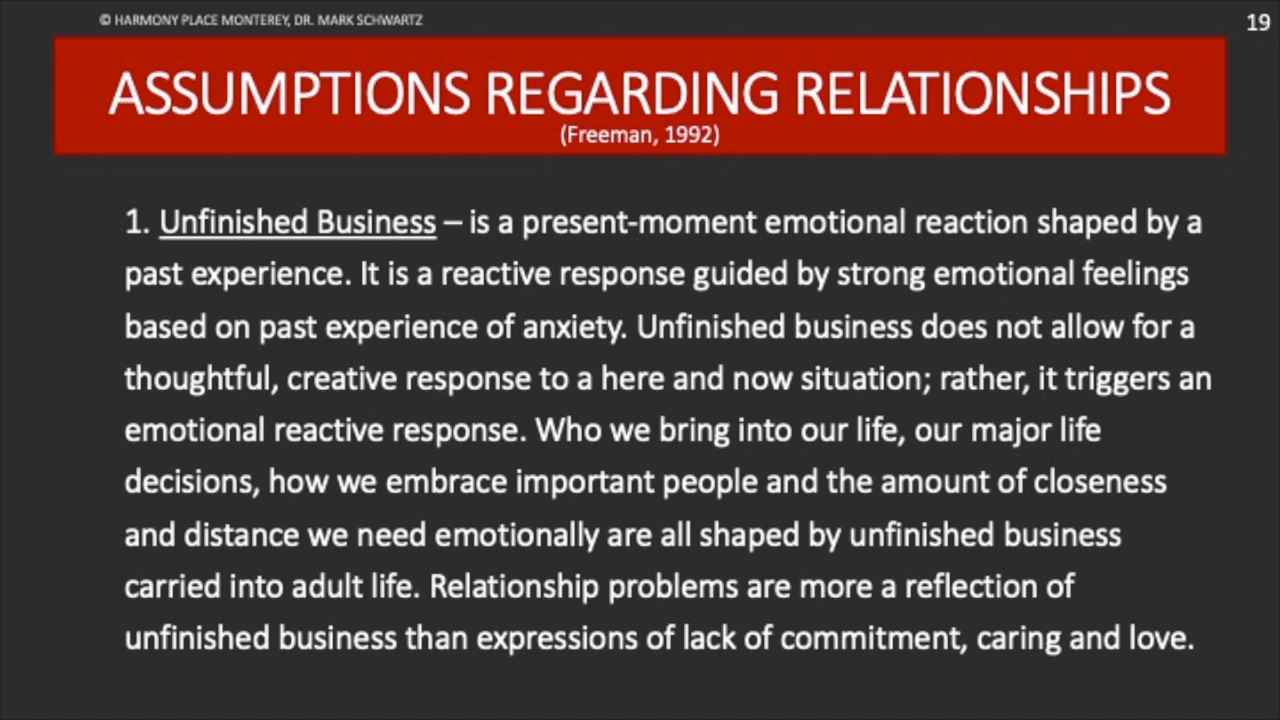 © HARMONY PLACE MONTEREY, DR. MARK SCHWARTZ
19
ASSUMPTIONS REGARDING RELATIONSHIPS
(Freeman, 1992)
1. Unfinished Business – is a present-moment emotional reaction shaped by a
past experience. It is a reactive response guided by strong emotional feelings
based on past experience of anxiety. Unfinished business does not allow for a
thoughtful, creative response to a here and now situation; rather, it triggers an
emotional reactive response. Who we bring into our life, our major life
decisions, how we embrace important people and the amount of closeness
and distance we need emotionally are all shaped by unfinished business
carried into adult life. Relationship problems are more a reflection of
unfinished business than expressions of lack of commitment, caring and love.